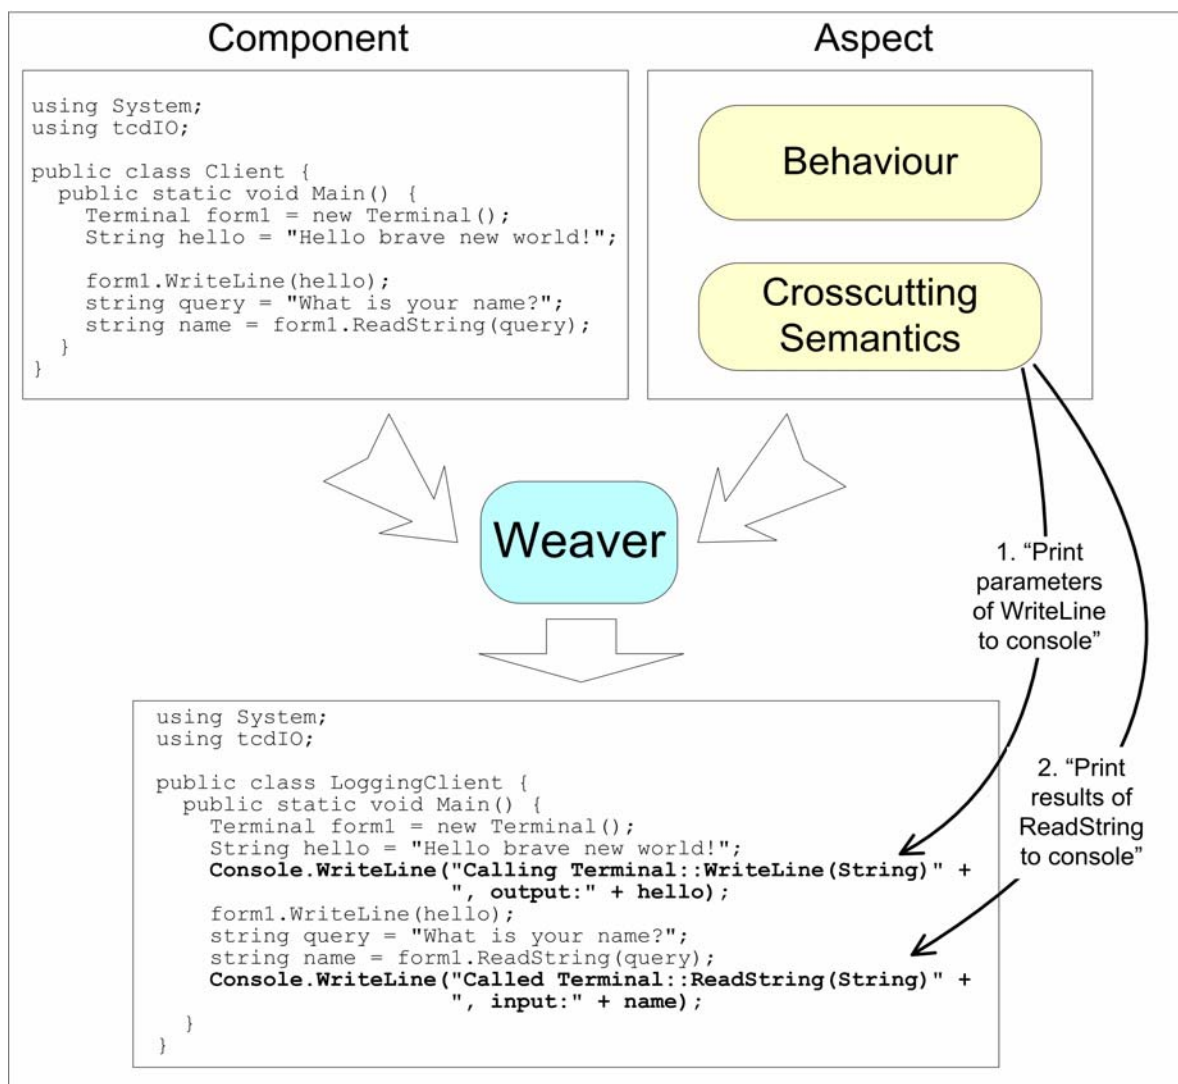 Component
Aspect
using System;
using tcdIO;
public class Client {
  public static void Main() {
    Terminal form1 = new Terminal();
    String hello = "Hello brave new world!";
    form1.WriteLine(hello);
    string query = "What is your name?";
    string name = form1.ReadString(query);
  }
}
Behaviour
Crosscutting
Semantics
Weaver
1. “Print
parameters
of WriteLine
to console”
2. “Print
results of
ReadString
to console”
using System;
using tcdIO;
public class LoggingClient {
  public static void Main() {
    Terminal form1 = new Terminal();
    String hello = "Hello brave new world!";
    Console.WriteLine("Calling Terminal::WriteLine(String)" +
                      ", output:" + hello);
    form1.WriteLine(hello);
    string query = "What is your name?";
    string name = form1.ReadString(query);
    Console.WriteLine("Called Terminal::ReadString(String)" +
                      ", input:" + name);
  }
}